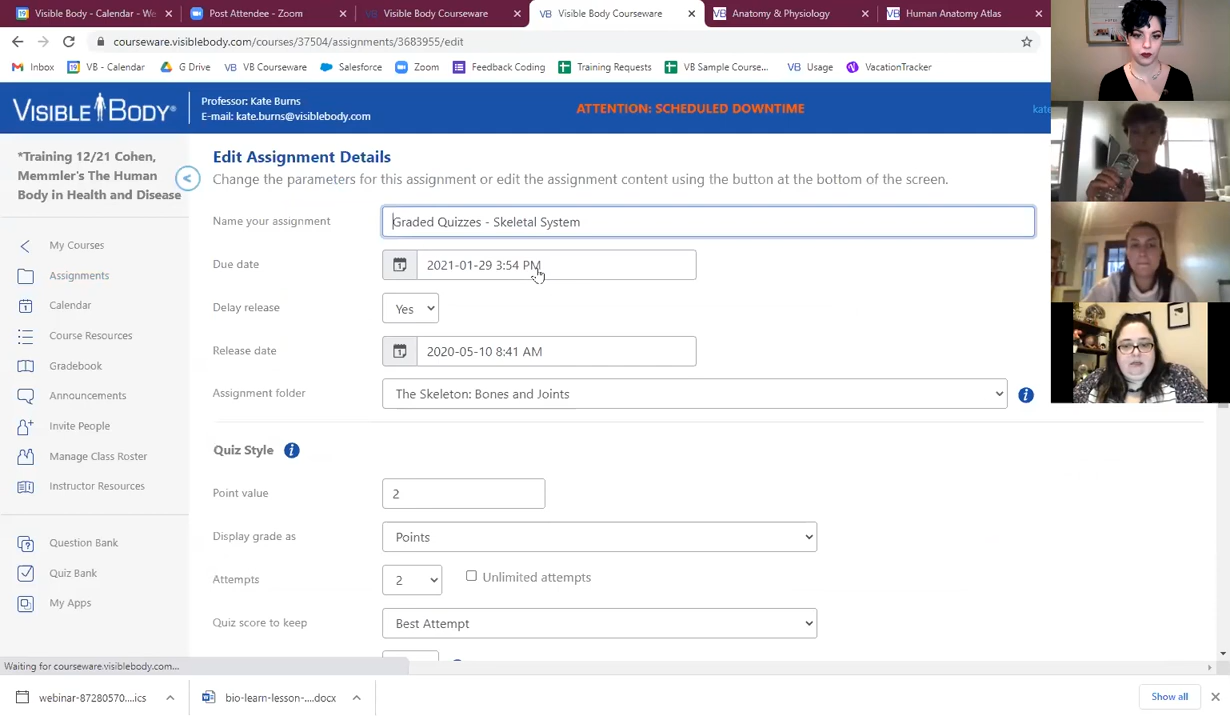 Visible Body - Calendar - We
Post Attendee - Zoom
Visible Body Courseware
Visible Body Courseware
Anatomy & Physiology
Human Anatomy Atlas
courseware.visiblebody.com/courses/37504/assignments/3683955/edit
Inbox
VB - Calendar
G Drive
VB Courseware
Salesforce
Zoom
Feedback Coding
Training Requests
VB Sample Course...
Usage
VacationTracker
VISIBLE BODY®
Professor: Kate Burns
E-mail: kate.burns@visiblebody.com
ATTENTION: SCHEDULED DOWNTIME
kate
*Training 12/21 Cohen,
Memmler's The Human
Body in Health and Disease
My Courses
Assignments
Calendar
Course Resources
Gradebook
Announcements
Invite People
Manage Class Roster
Instructor Resources
Question Bank
Quiz Bank
My Apps
Edit Assignment Details
Change the parameters for this assignment or edit the assignment content using the button at the bottom of the screen.
Name your assignment
Graded Quizzes - Skeletal System
Due date
2021-01-29 3:54 PM
Delay release
Yes
Release date
2020-05-10 8:41 AM
Assignment folder
The Skeleton: Bones and Joints
Quiz Style
Point value
2
Display grade as
Points
Attempts
2
Unlimited attempts
Quiz score to keep
Best Attempt
Waiting for courseware.visiblebody.com...
webinar-87280570....ics
bio-learn-lesson-....docx
Show all